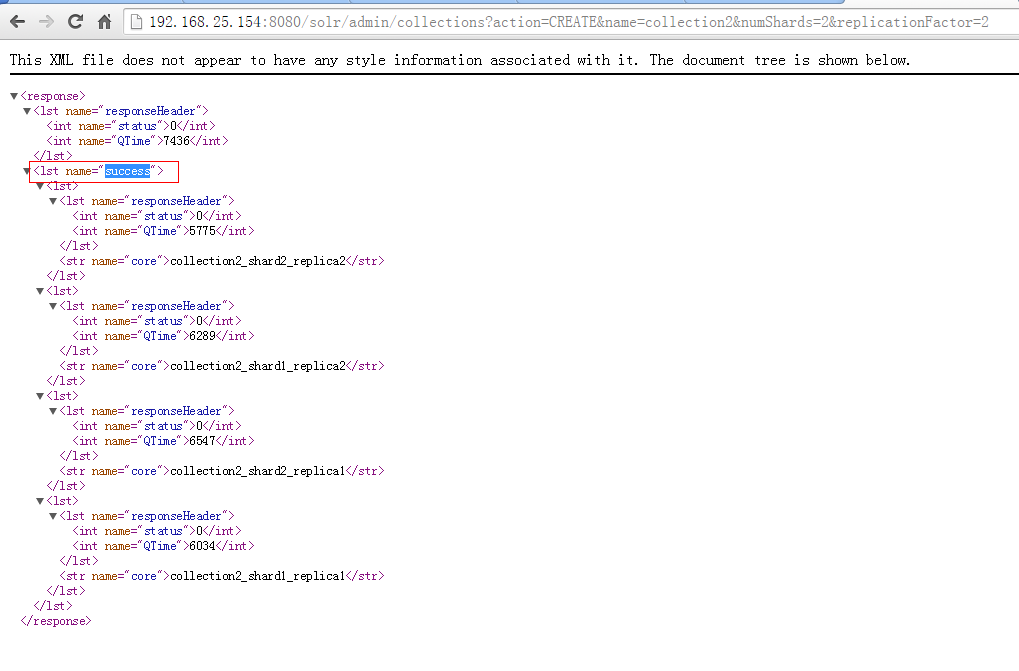 192.168.25.154:8080/solr/admin/collections?action=CREATE&name=collection2&numShards=2&replicationFactor=2
This XML file does not appear to have any style information associated with it. The document tree is shown below.
▼<response>
▼<lst name="responseHeader">
<int name="status">0</int>
<int name="QTime">7436</int>
</lst>
▼<lst name="success">
▼<lst>
▼<lst name="responseHeader">
<int name="status">0</int>
<int name="QTime">5775</int>
</lst>
<str name="core">collection2_shard2_replica2</str>
</lst>
▼<lst>
▼<lst name="responseHeader">
<int name="status">0</int>
<int name="QTime">6289</int>
</lst>
<str name="core">collection2_shard1_replica2</str>
</lst>
▼<lst>
▼<lst name="responseHeader">
<int name="status">0</int>
<int name="QTime">6547</int>
</lst>
<str name="core">collection2_shard2_replica1</str>
</lst>
▼<lst>
▼<lst name="responseHeader">
<int name="status">0</int>
<int name="QTime">6034</int>
</lst>
<str name="core">collection2_shard1_replica1</str>
</lst>
</lst>
</response>